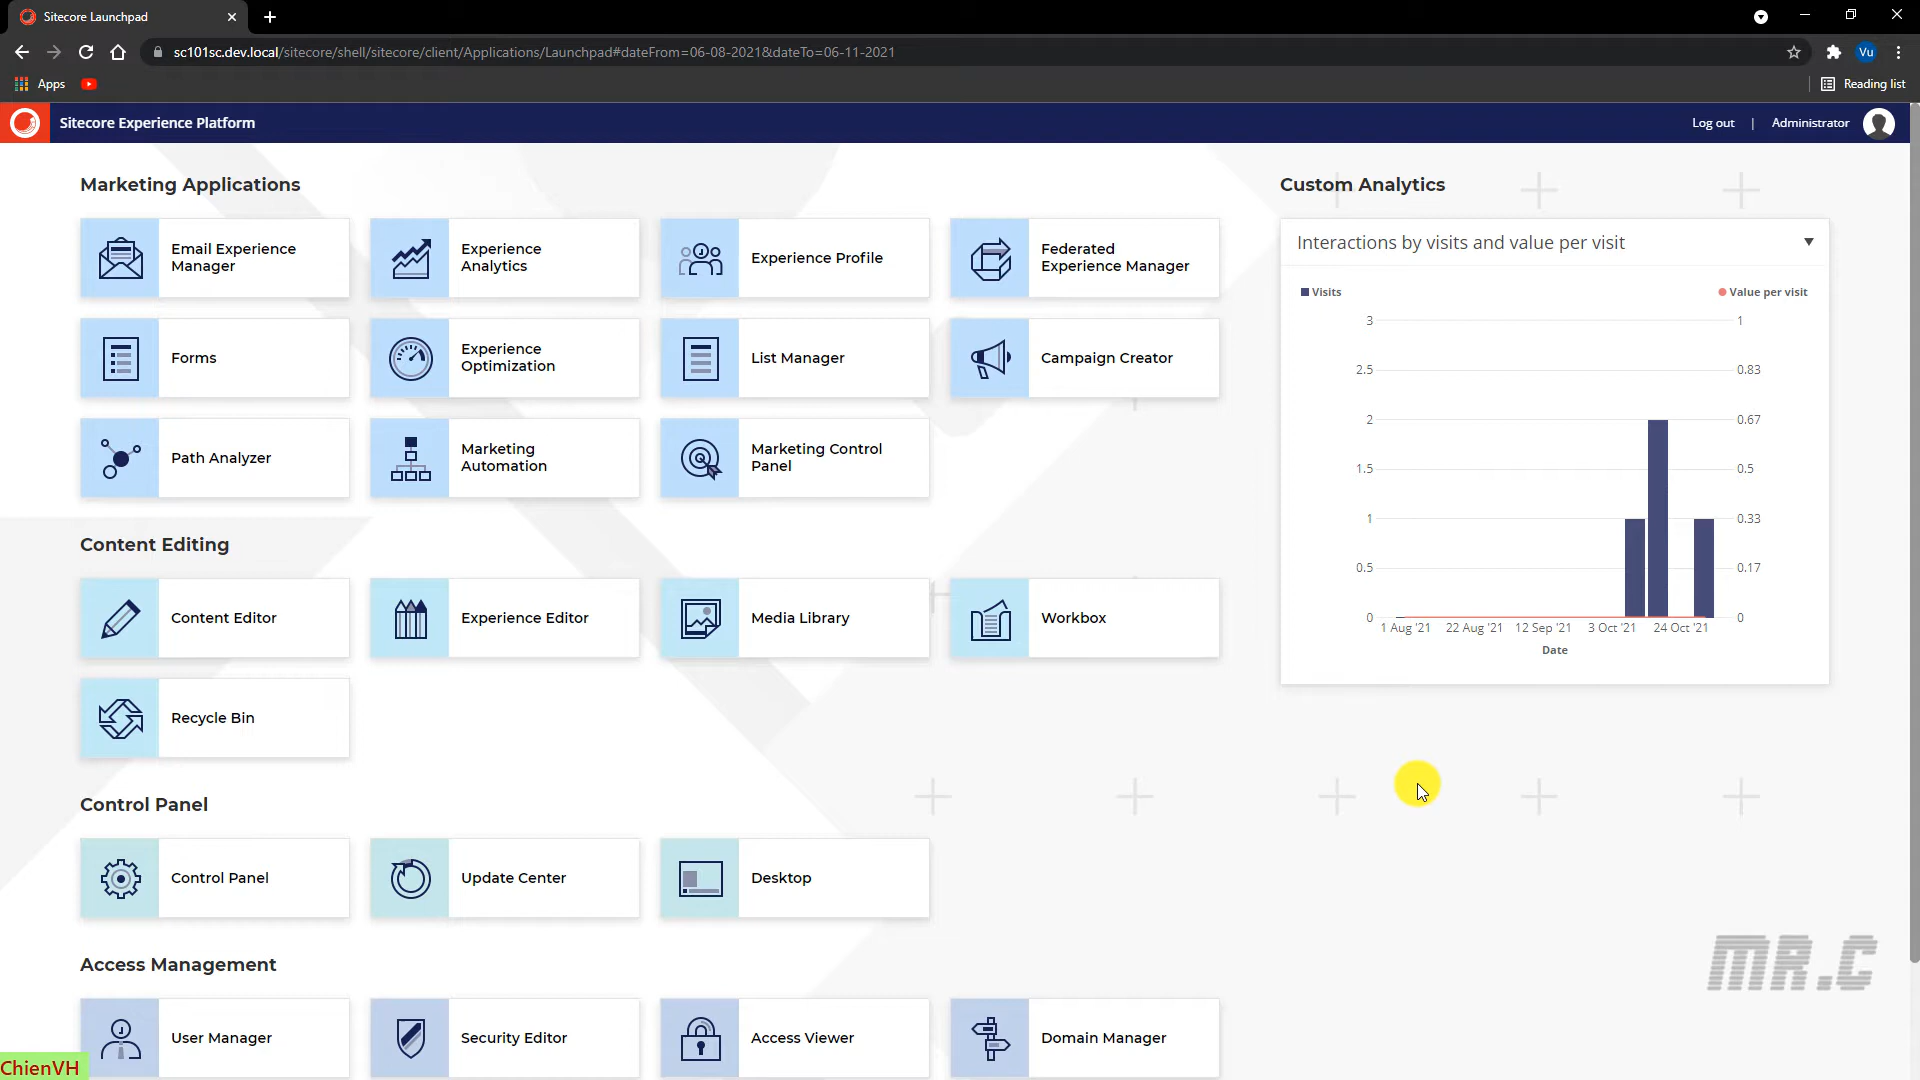 Sitecore Launchpad
sc101sc.dev.local/sitecore/shell/sitecore/client/Applications/Launchpad#dateFrom=06-08-2021&dateTo=06-11-2021
Vu
Apps
Reading list
Sitecore Experience Platform
Log out | Administrator
Marketing Applications
Email Experience
Manager
Experience
Analytics
Experience Profile
Federated
Experience Manager
Forms
Experience
Optimization
List Manager
Campaign Creator
Path Analyzer
Marketing
Automation
Marketing Control
Panel
Content Editing
Content Editor
Experience Editor
Media Library
Workbox
Recycle Bin
Control Panel
Control Panel
Update Center
Desktop
Access Management
User Manager
Security Editor
Access Viewer
Domain Manager
Custom Analytics
Interactions by visits and value per visit
Visits
Value per visit
3 1
2.5 0.83
2 0.67
1.5 0.5
1 0.33
0.5 0.17
0 0
1 Aug '21 22 Aug '21 12 Sep '21 3 Oct '21 24 Oct '21
Date
MR.C
ChienVH